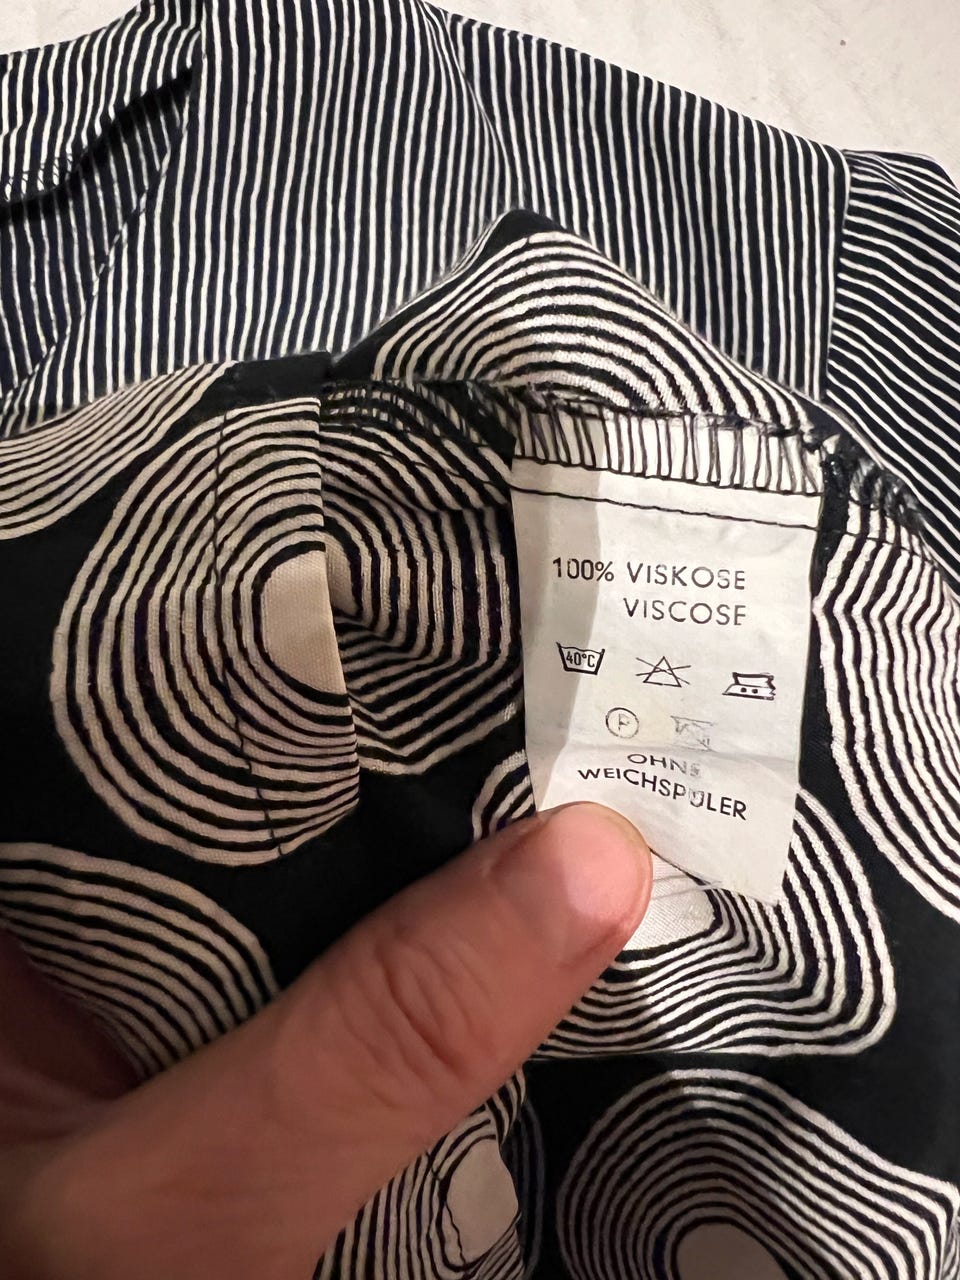 100% VISKOSE
VISCOSE
40°C
P
OHNE
WEICHSPÜLER